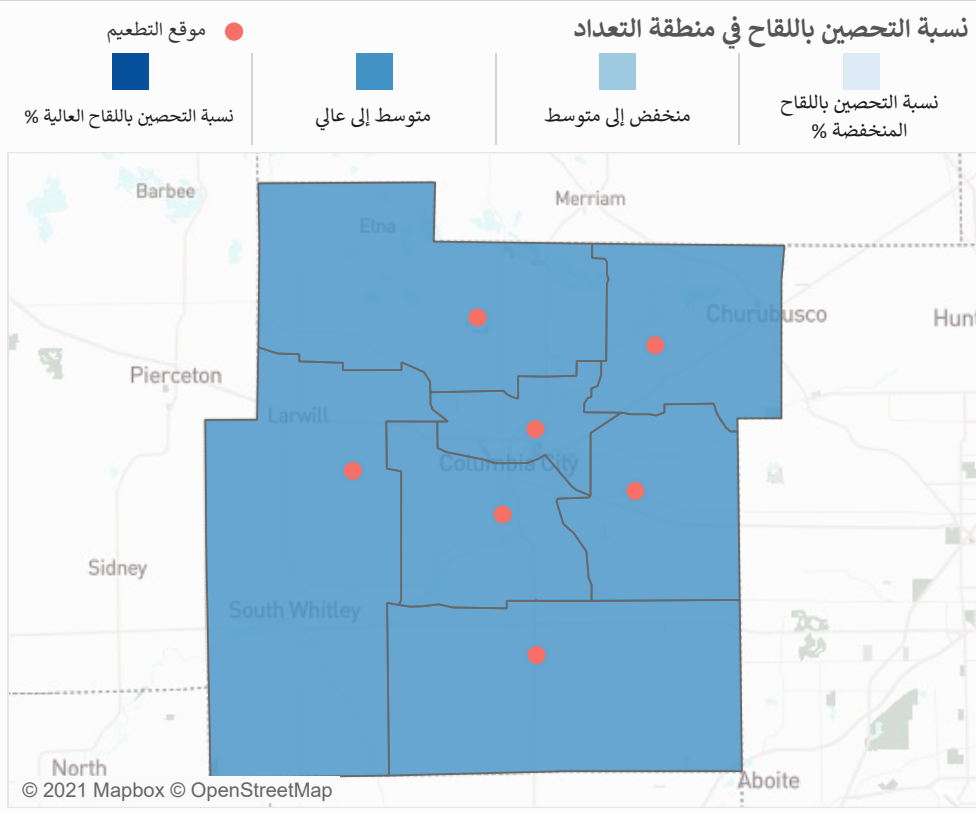 نسبة التحصين باللقاح في منطقة التعداد
موقع التطعيم
نسبة التحصين باللقاح
المنخفضة %
منخفض إلى متوسط
متوسط إلى عالي
نسبة التحصين باللقاح العالية %
Barbee
Merriam
Etna
Churubusco
Hunt
Pierceton
Larwill
Columbia City
Sidney
South Whitley
North
Aboite
© 2021 Mapbox © OpenStreetMap